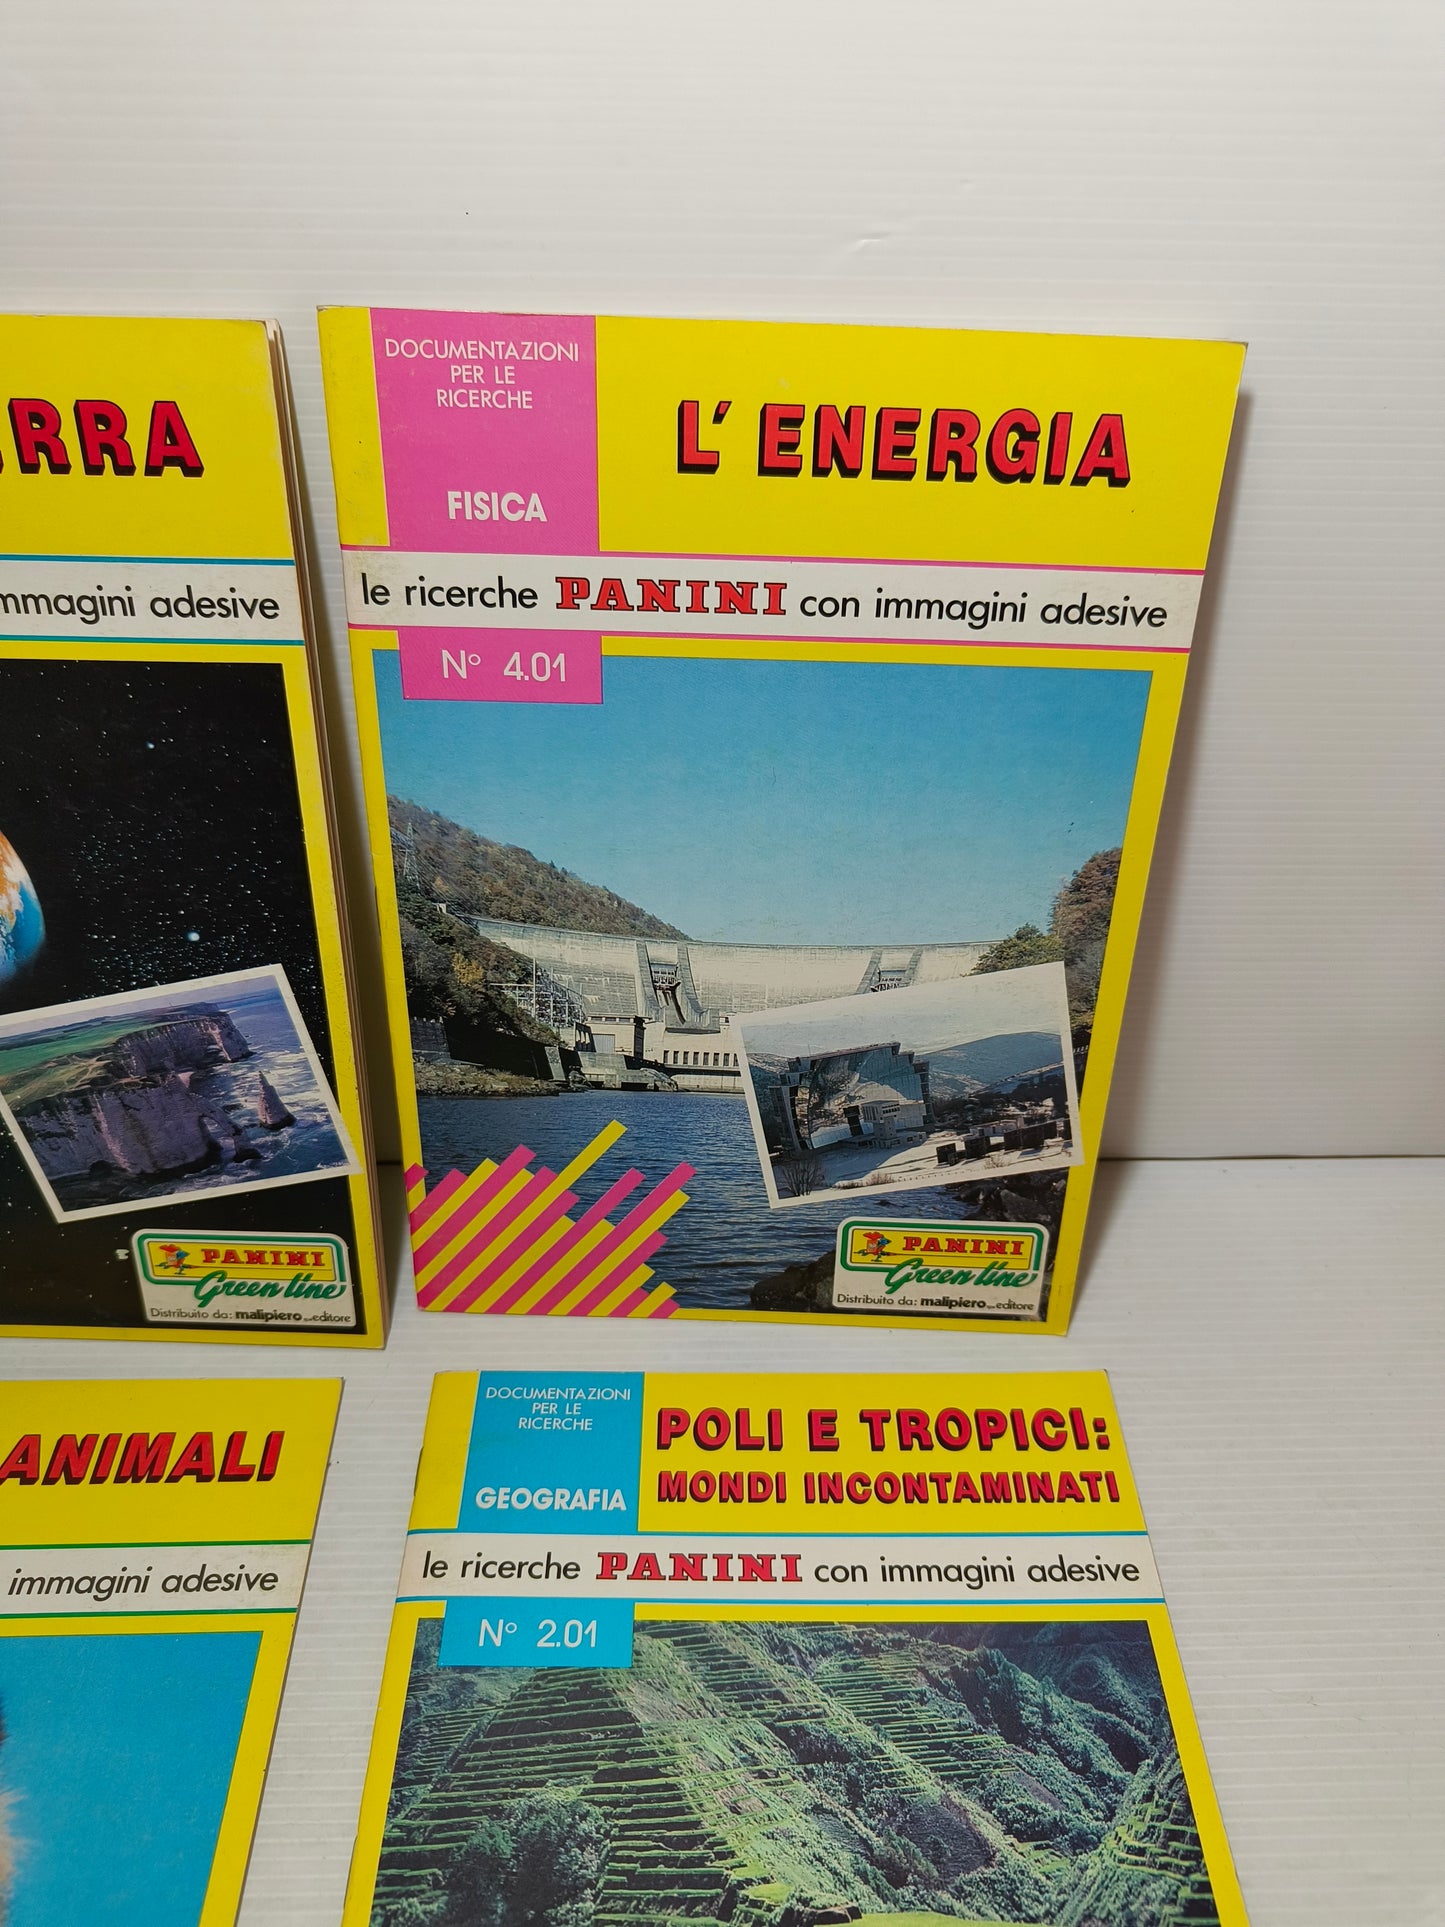 ERRA
immagini adesive
PANINI
Green line
Distribuito da: malipiero s.p.a. editore
DOCUMENTAZIONI
PER LE
RICERCHE
FISICA
L'ENERGIA
le ricerche PANINI con immagini adesive
N° 4.01
PANINI
Green line
Distribuito da: malipiero s.p.a. editore
ANIMALI
immagini adesive
DOCUMENTAZIONI
PER LE
RICERCHE
GEOGRAFIA
POLI E TROPICI:
MONDI INCONTAMINATI
le ricerche PANINI con immagini adesive
N° 2.01